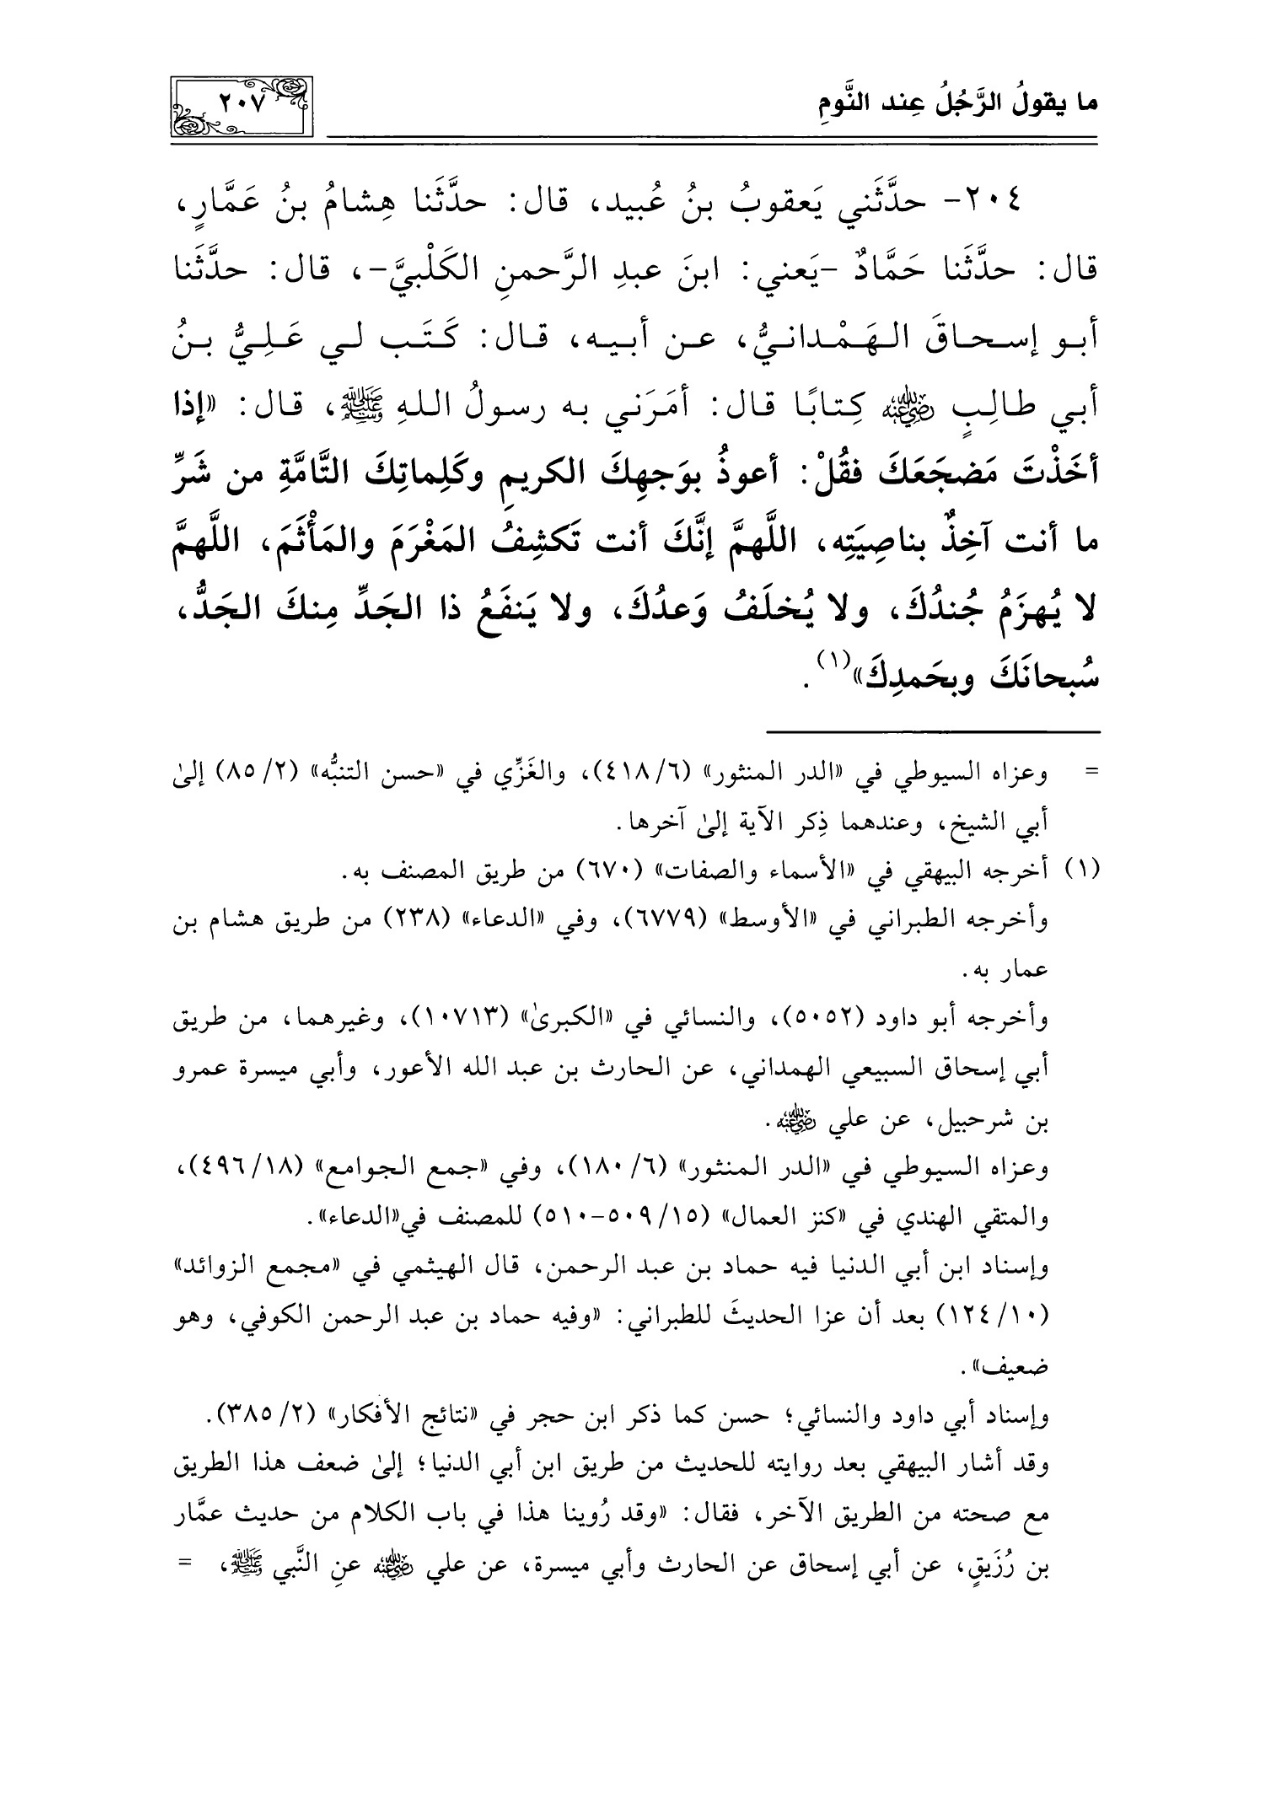 ما يقولُ الرَّجُلُ عِند النَّومِ
٢٠٧
٢٠٤- حدَّثَني يَعقوبُ بنُ عُبيد، قال: حدَّثَنا هِشامُ بنُ عَمَّارٍ،
قال: حدَّثَنا حَمَّادٌ -يَعني: ابنَ عبدِ الرَّحمنِ الكَلْبيَّ-، قال: حدَّثَنا
أبو إسحاقَ الهَمْدانيُّ، عن أبيه، قال: كَتَب لي عَلِيُّ بنُ
أبي طالِبٍ رضي الله عنه كِتابًا قال: أمَرَني به رسولُ اللهِ ﷺ، قال: «إذا
أخَذْتَ مَضجَعَكَ فقُلْ: أعوذُ بوَجهِكَ الكريمِ وكَلِماتِكَ التَّامَّةِ من شَرِّ
ما أنت آخِذٌ بناصِيَتِه، اللَّهمَّ إنَّكَ أنت تَكشِفُ المَغْرَمَ والمَأْثَمَ، اللَّهمَّ
لا يُهزَمُ جُندُكَ، ولا يُخلَفُ وَعدُكَ، ولا يَنفَعُ ذا الجَدِّ مِنكَ الجَدُّ،
سُبحانَكَ وبحَمدِكَ»(١).
= وعزاه السيوطي في «الدر المنثور» (٤١٨/٦)، والغَزِّي في «حسن التنبُّه» (٨٥/٢) إلىٰ
أبي الشيخ، وعندهما ذِكر الآية إلىٰ آخرها.
(١) أخرجه البيهقي في «الأسماء والصفات» (٦٧٠) من طريق المصنف به.
وأخرجه الطبراني في «الأوسط» (٦٧٧٩)، وفي «الدعاء» (٢٣٨) من طريق هشام بن
عمار به.
وأخرجه أبو داود (٥٠٥٢)، والنسائي في «الكبرىٰ» (١٠٧١٣)، وغيرهما، من طريق
أبي إسحاق السبيعي الهمداني، عن الحارث بن عبد الله الأعور، وأبي ميسرة عمرو
بن شرحبيل، عن علي رضي الله عنه.
وعزاه السيوطي في «الدر المنثور» (١٨٠/٦)، وفي «جمع الجوامع» (٤٩٦/١٨)،
والمتقي الهندي في «كنز العمال» (٥٠٩/١٥-٥١٠) للمصنف في«الدعاء».
وإسناد ابن أبي الدنيا فيه حماد بن عبد الرحمن، قال الهيثمي في «مجمع الزوائد»
(١٢٤/١٠) بعد أن عزا الحديثَ للطبراني: «وفيه حماد بن عبد الرحمن الكوفي، وهو
ضعيف».
وإسناد أبي داود والنسائي؛ حسن كما ذكر ابن حجر في «نتائج الأفكار» (٣٨٥/٢).
وقد أشار البيهقي بعد روايته للحديث من طريق ابن أبي الدنيا؛ إلىٰ ضعف هذا الطريق
مع صحته من الطريق الآخر، فقال: «وقد رُوينا هذا في باب الكلام من حديث عمَّار
بن رُزَيقٍ، عن أبي إسحاق عن الحارث وأبي ميسرة، عن علي رضي الله عنه عنِ النَّبي ﷺ، =